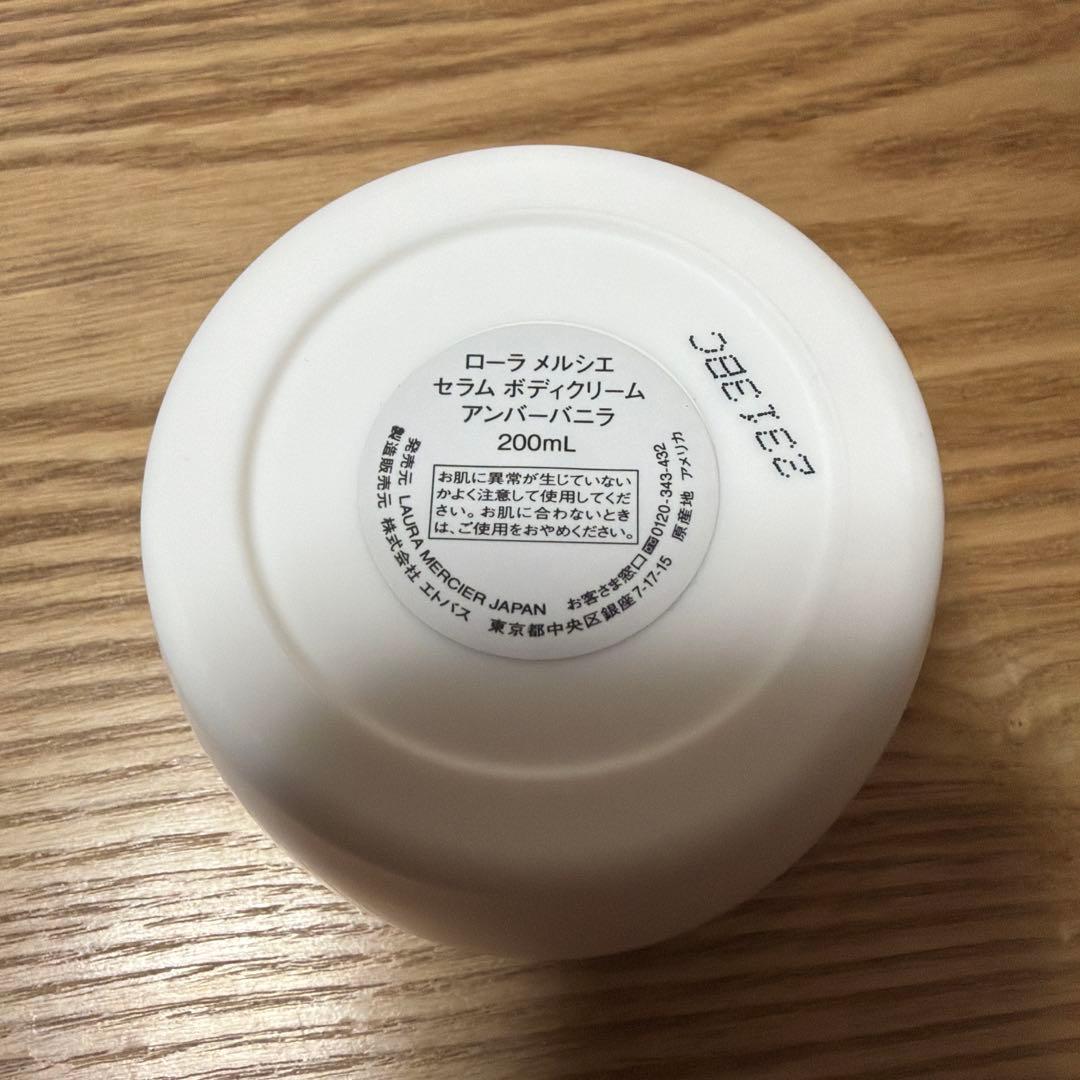 ローラ メルシエ
セラム ボディクリーム
アンバーバニラ
200mL
お肌に異常が生じていない
かよく注意して使用してくだ
さい。お肌に合わないとき
は、ご使用をおやめください。
発売元 LAURA MERCIER JAPAN お客さま窓口 0120-343-432
製造販売元 株式会社 エトバス 東京都中央区銀座7-17-15 原産地 アメリカ
23138C